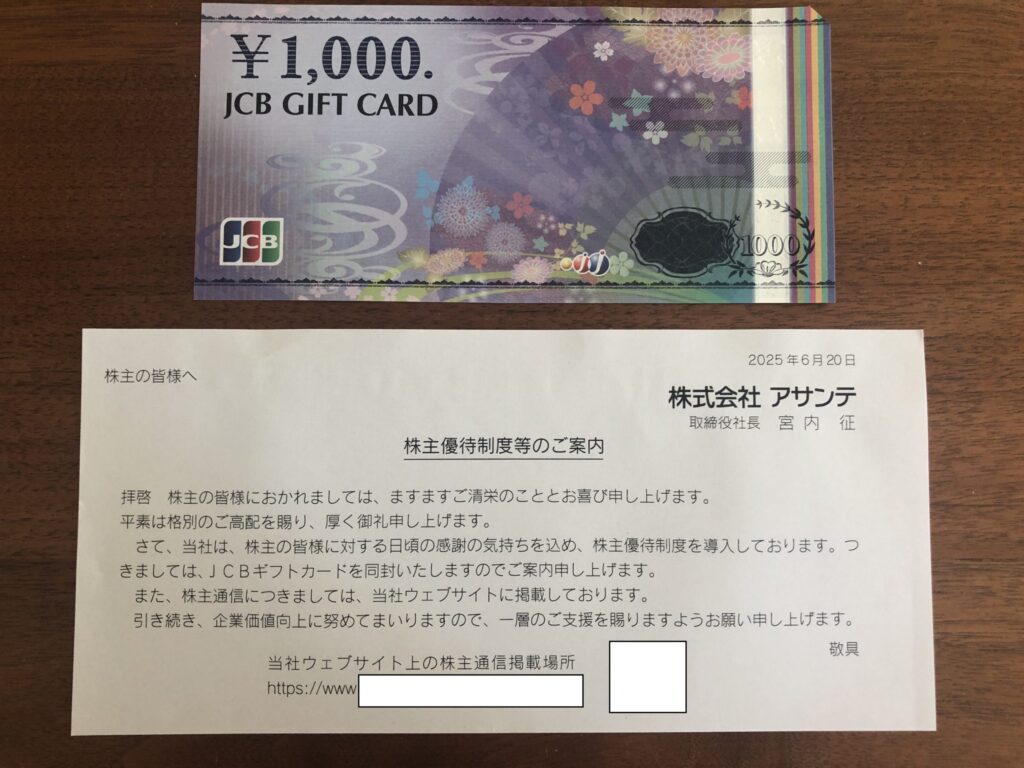 ¥1,000.
JCB GIFT CARD
JCB
1000
2025年6月20日
株主の皆様へ
株式会社 アサンテ
取締役社長 宮内 征
株主優待制度等のご案内
拝啓 株主の皆様におかれましては、ますますご清栄のこととお喜び申し上げます。
平素は格別のご高配を賜り、厚く御礼申し上げます。
さて、当社は、株主の皆様に対する日頃の感謝の気持ちを込め、株主優待制度を導入しております。つ
きましては、JCBギフトカードを同封いたしますのでご案内申し上げます。
また、株主通信につきましては、当社ウェブサイトに掲載しております。
引き続き、企業価値向上に努めてまいりますので、一層のご支援を賜りますようお願い申し上げます。
敬具
当社ウェブサイト上の株主通信掲載場所
https://www